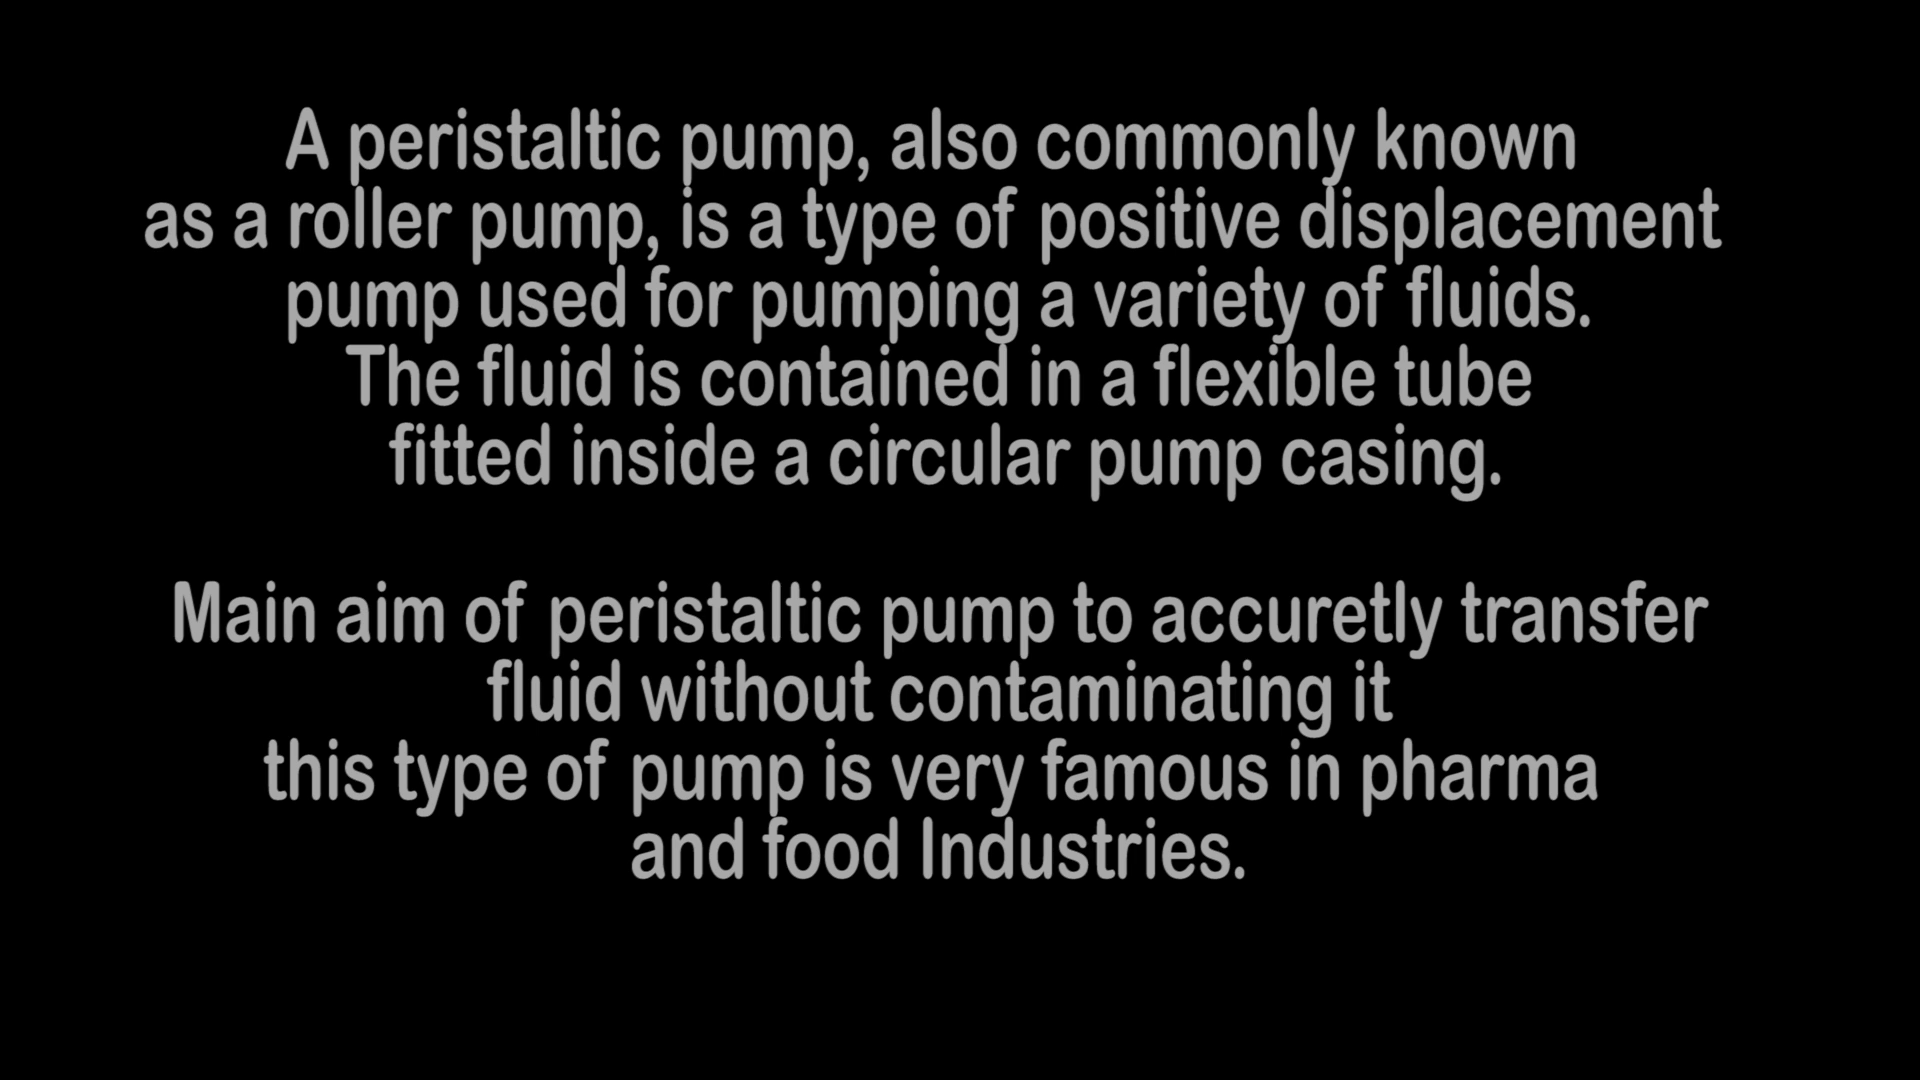 A peristaltic pump, also commonly known
as a roller pump, is a type of positive displacement
pump used for pumping a variety of fluids.
The fluid is contained in a flexible tube
fitted inside a circular pump casing.
Main aim of peristaltic pump to accuretly transfer
fluid without contaminating it
this type of pump is very famous in pharma
and food Industries.